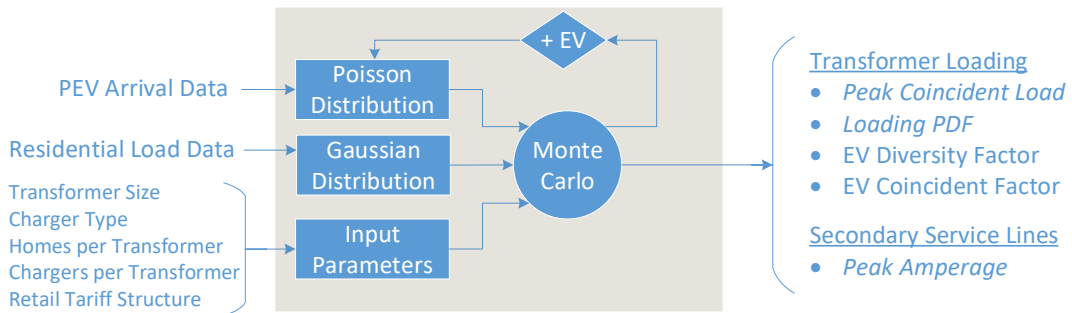 + EV
Poisson
Distribution
PEV Arrival Data
Residential Load Data
Gaussian
Distribution
Monte
Carlo
Transformer Size
Charger Type
Homes per Transformer
Chargers per Transformer
Retail Tariff Structure
Input
Parameters
Transformer Loading
• Peak Coincident Load
• Loading PDF
• EV Diversity Factor
• EV Coincident Factor
Secondary Service Lines
• Peak Amperage